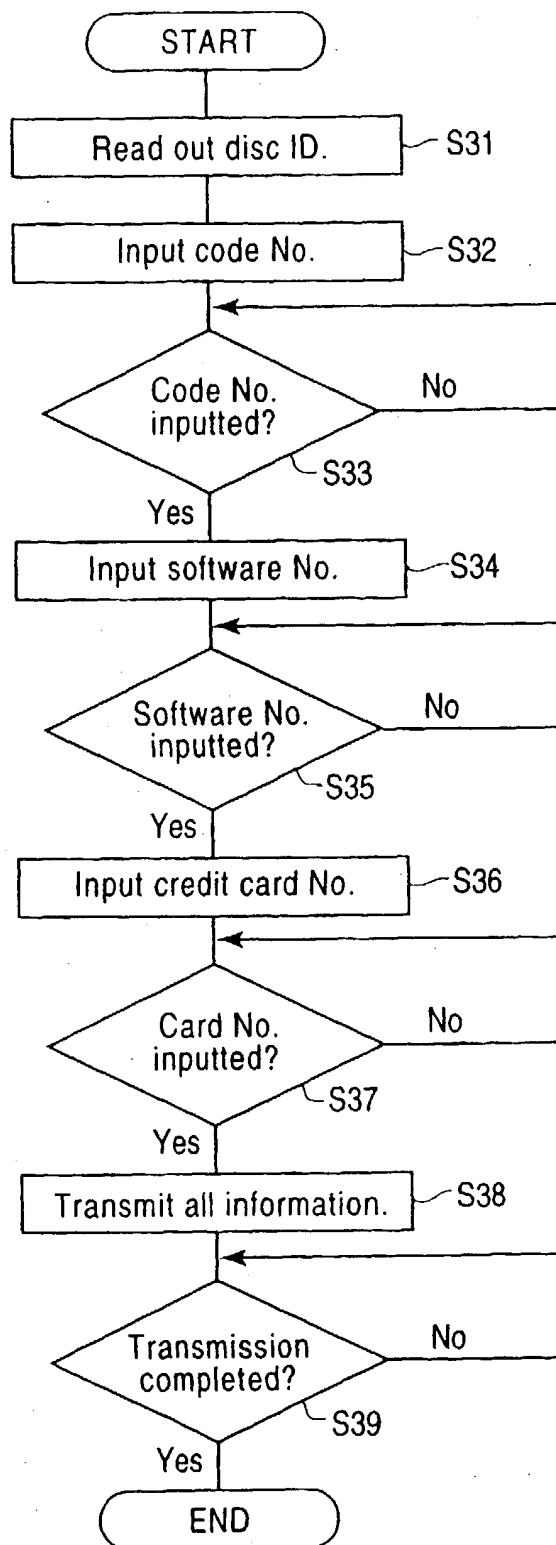 START
Read out disc ID.
S31
Input code No.
S32
Code No.
inputted?
No
S33
Yes
Input software No.
S34
Software No.
inputted?
No
S35
Yes
Input credit card No.
S36
Card No.
inputted?
No
S37
Yes
Transmit all information.
S38
Transmission
completed?
No
S39
Yes
END